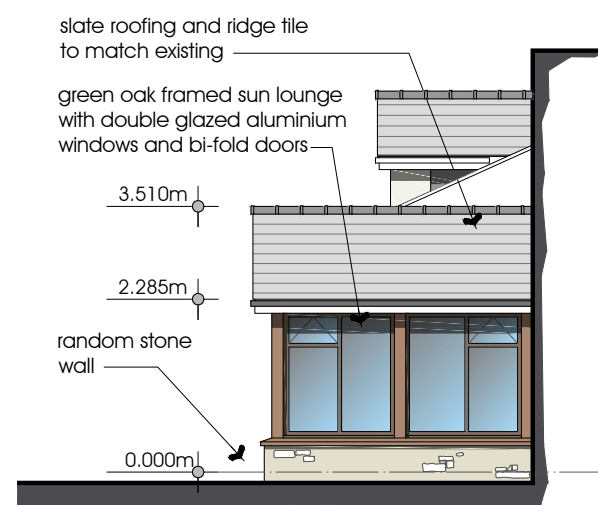 slate roofing and ridge tile
to match existing
green oak framed sun lounge
with double glazed aluminium
windows and bi-fold doors
3.510m
2.285m
random stone
wall
0.000m